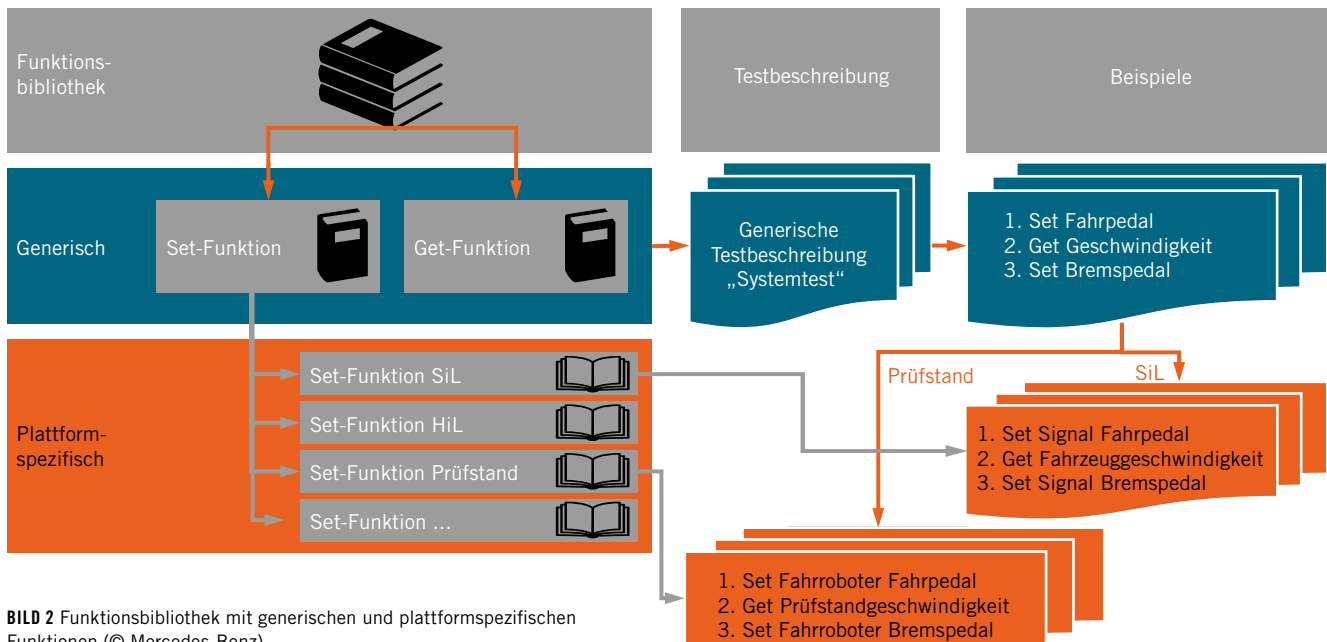 Funktions-
bibliothek
Testbeschreibung
Beispiele
Generisch
Set-Funktion
Get-Funktion
Generische
Testbeschreibung
„Systemtest“
1. Set Fahrpedal
2. Get Geschwindigkeit
3. Set Bremspedal
Plattform-
spezifisch
Set-Funktion SiL
Set-Funktion HiL
Set-Funktion Prüfstand
Set-Funktion ...
Prüfstand
SiL
1. Set Signal Fahrpedal
2. Get Fahrzeuggeschwindigkeit
3. Set Signal Bremspedal
1. Set Fahrroboter Fahrpedal
2. Get Prüfstandgeschwindigkeit
3. Set Fahrroboter Bremspedal
BILD 2 Funktionsbibliothek mit generischen und plattformspezifischen
Funktionen (© Mercedes-Benz)